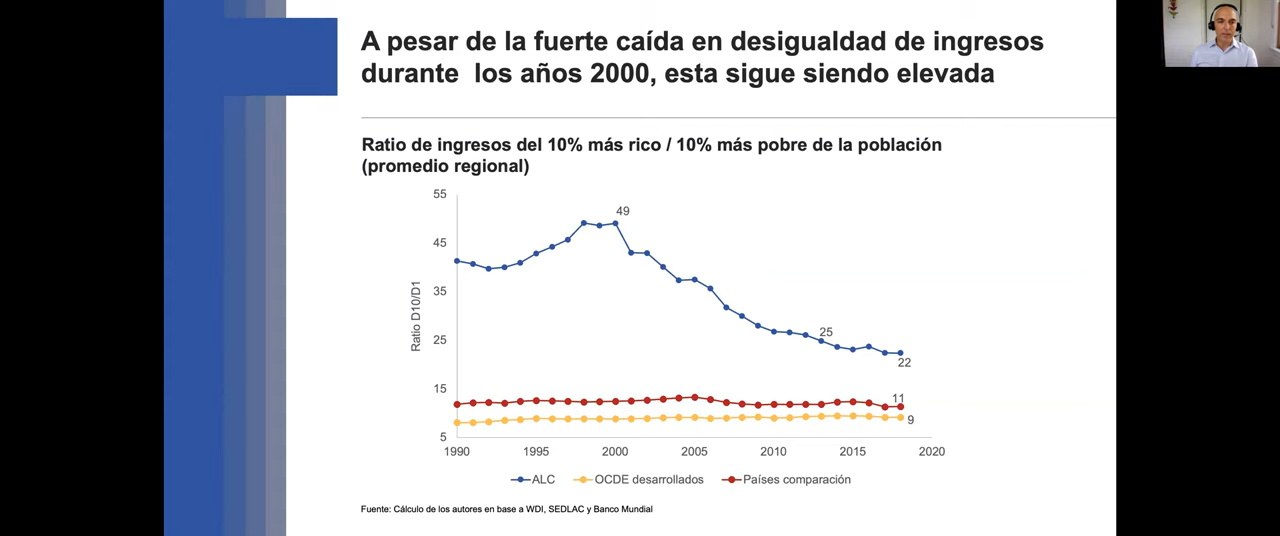 A pesar de la fuerte caída en desigualdad de ingresos
durante los años 2000, esta sigue siendo elevada
Ratio de ingresos del 10% más rico / 10% más pobre de la población
(promedio regional)
55
45
35
25
15
5
Ratio D10/D1
49
25
22
11
9
1990 1995 2000 2005 2010 2015 2020
ALC OCDE desarrollados Países comparación
Fuente: Cálculo de los autores en base a WDI, SEDLAC y Banco Mundial